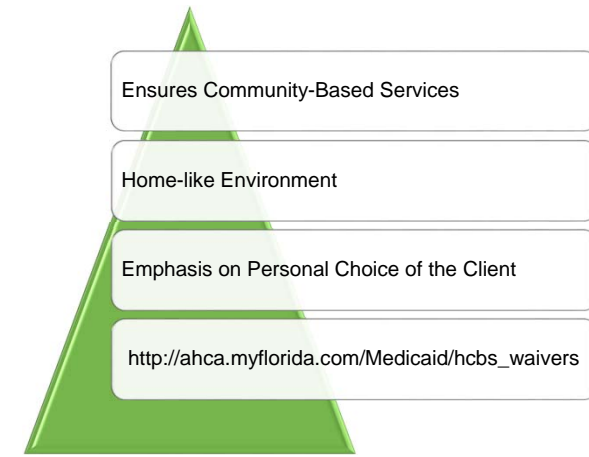 Ensures Community-Based Services
Home-like Environment
Emphasis on Personal Choice of the Client
http://ahca.myflorida.com/Medicaid/hcbs_waivers